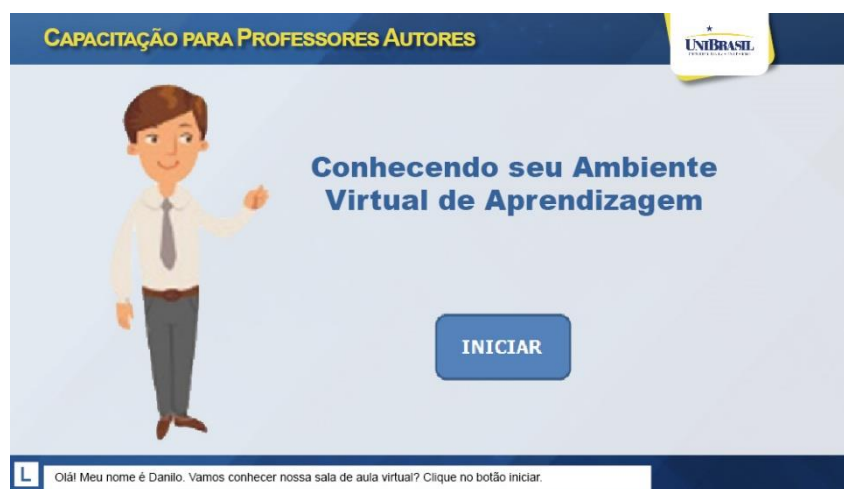 CAPACITAÇÃO PARA PROFESSORES AUTORES
UNIBRASIL
Conhecendo seu Ambiente
Virtual de Aprendizagem
INICIAR
L
Olá! Meu nome é Danilo. Vamos conhecer nossa sala de aula virtual? Clique no botão iniciar.